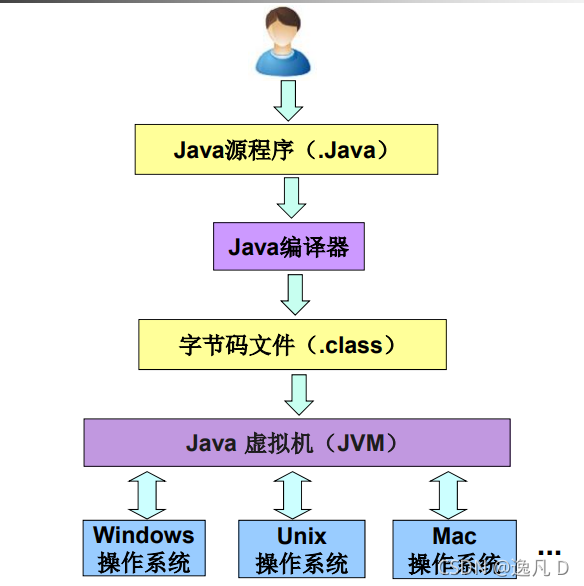 Java源程序（.Java）
Java编译器
字节码文件（.class）
Java 虚拟机（JVM）
Windows
操作系统
Unix
操作系统
Mac
操作系统
...
CSDN @逸凡 D